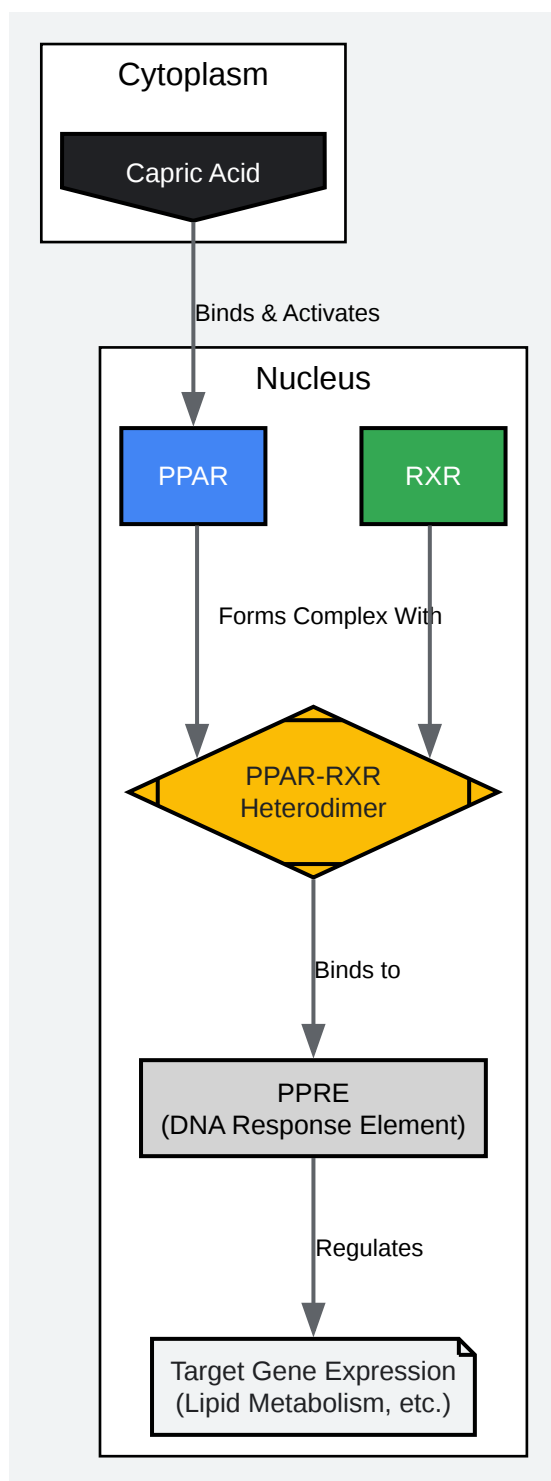 Cytoplasm
Capric Acid
Binds & Activates
Nucleus
PPAR
RXR
Forms Complex With
PPAR-RXR
Heterodimer
Binds to
PPRE
(DNA Response Element)
Regulates
Target Gene Expression
(Lipid Metabolism, etc.)